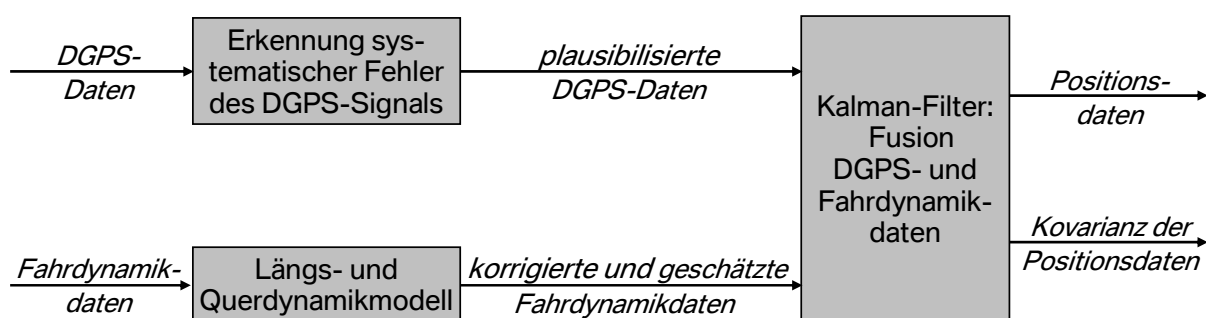 DGPS-
Daten
Erkennung sys-
tematischer Fehler
des DGPS-Signals
plausibilisierte
DGPS-Daten
Kalman-Filter:
Fusion
DGPS- und
Fahrdynamik-
daten
Positions-
daten
Kovarianz der
Positionsdaten
Fahrdynamik-
daten
Längs- und
Querdynamikmodell
korrigierte und geschätzte
Fahrdynamikdaten